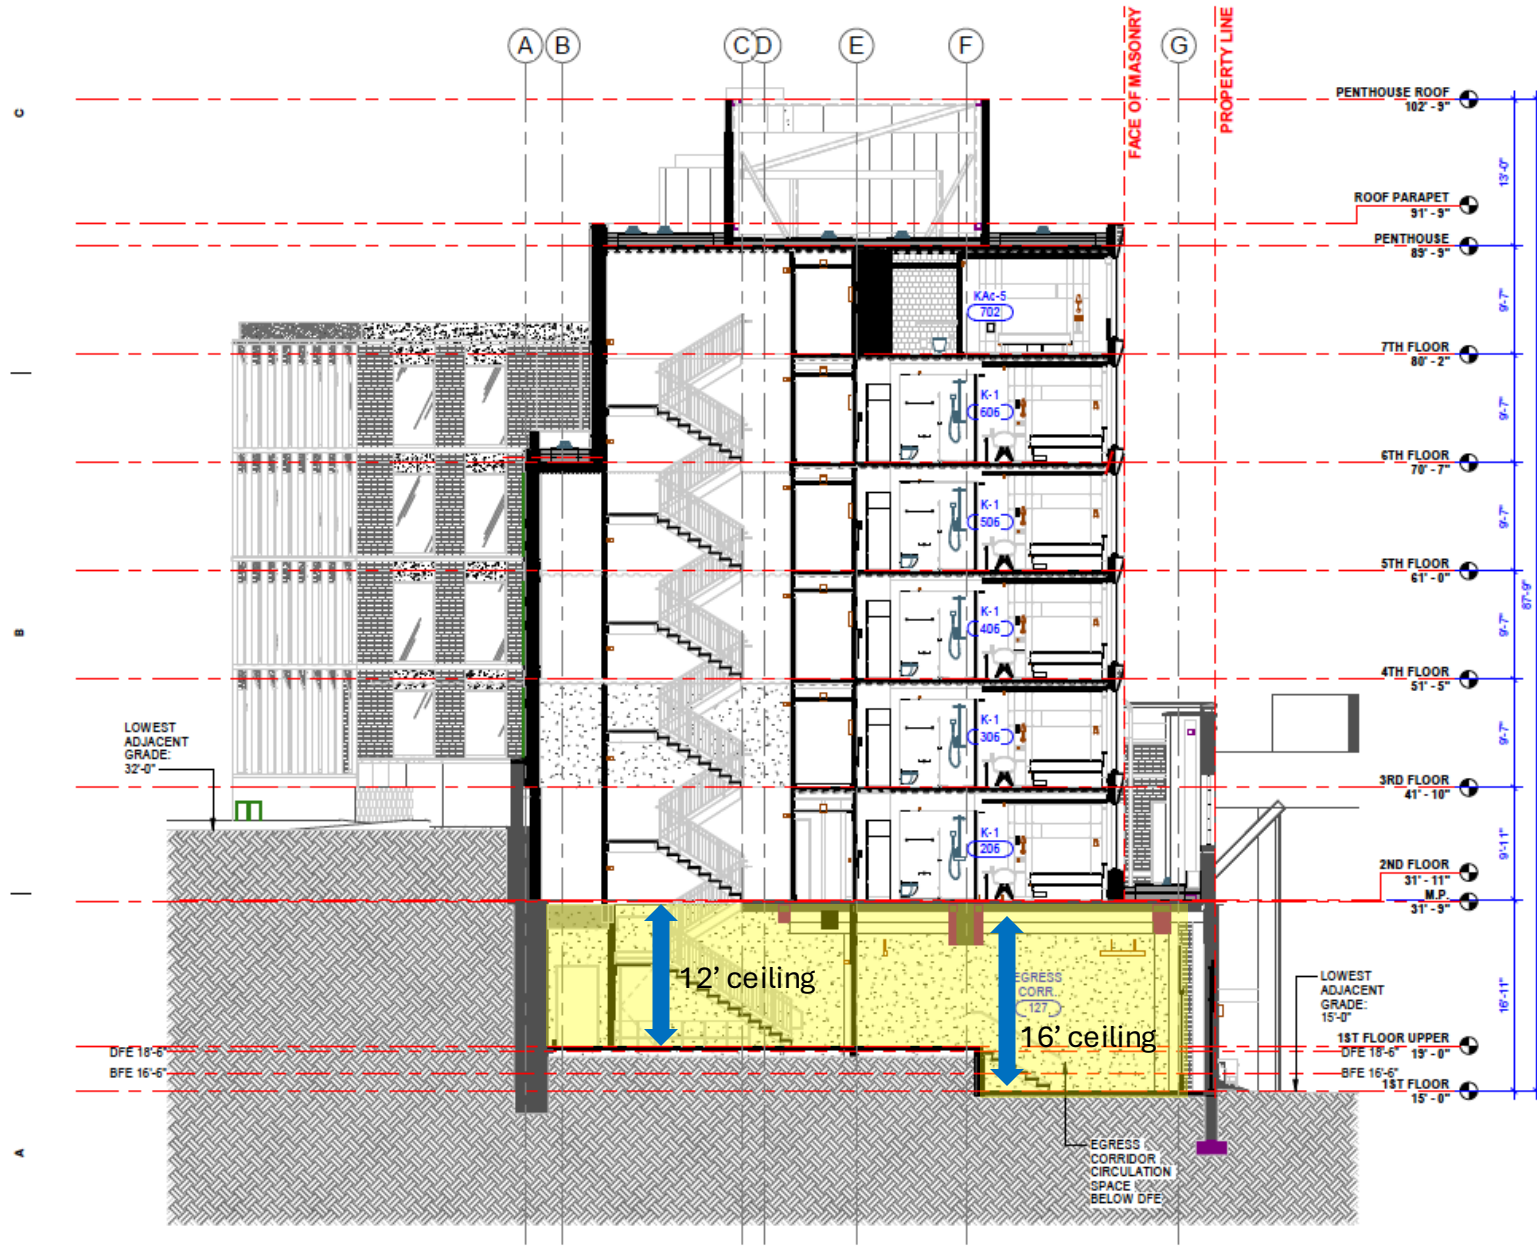 A B C D E F G
FACE OF MASONRY
PROPERTY LINE
C
PENTHOUSE ROOF
102' - 9"
13'-0"
ROOF PARAPET
91' - 9"
PENTHOUSE
89' - 9"
9'-7"
KAc-5
702
7TH FLOOR
80' - 2"
9'-7"
K-1
606
6TH FLOOR
70' - 7"
9'-7"
K-1
506
5TH FLOOR
61' - 0"
87'-9"
B
9'-7"
K-1
406
4TH FLOOR
51' - 5"
9'-7"
K-1
306
LOWEST
ADJACENT
GRADE:
32'-0"
3RD FLOOR
41' - 10"
9'-11"
K-1
206
2ND FLOOR
31' - 11"
M.P.
31' - 9"
12' ceiling
EGRESS
CORR.
127
16' ceiling
LOWEST
ADJACENT
GRADE:
15'-0"
16'-11"
1ST FLOOR UPPER
19' - 0"
DFE 18'-6"
DFE 18'-6"
BFE 16'-6"
BFE 16'-6"
1ST FLOOR
15' - 0"
A
EGRESS
CORRIDOR
CIRCULATION
SPACE
BELOW DFE